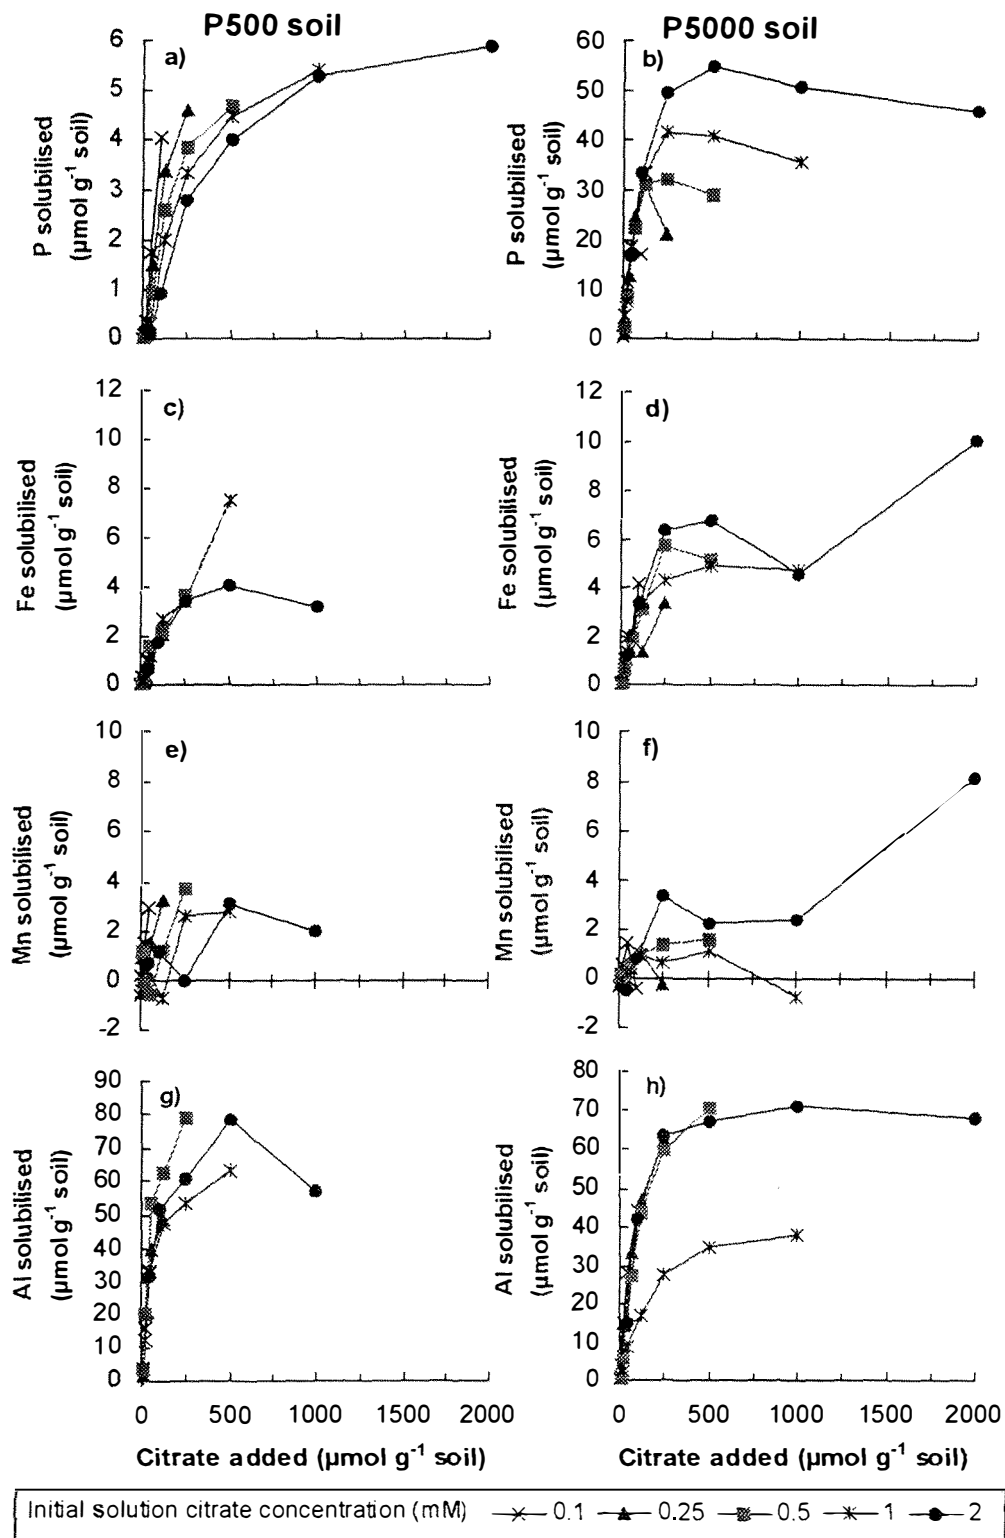 P500 soil
P5000 soil
a)
6
5
4
3
2
1
0
P solubilised
(µmol g-1 soil)
b)
60
50
40
30
20
10
0
P solubilised
(µmol g-1 soil)
c)
12
10
8
6
4
2
0
Fe solubilised
(µmol g-1 soil)
d)
12
10
8
6
4
2
0
Fe solubilised
(µmol g-1 soil)
e)
10
8
6
4
2
0
-2
Mn solubilised
(µmol g-1 soil)
f)
10
8
6
4
2
0
-2
Mn solubilised
(µmol g-1 soil)
g)
90
80
70
60
50
40
30
20
10
0
Al solubilised
(µmol g-1 soil)
h)
80
70
60
50
40
30
20
10
0
Al solubilised
(µmol g-1 soil)
0 500 1000 1500 2000
0 500 1000 1500 2000
Citrate added (µmol g-1 soil)
Citrate added (µmol g-1 soil)
Initial solution citrate concentration (mM) 0.1 0.25 0.5 1 2